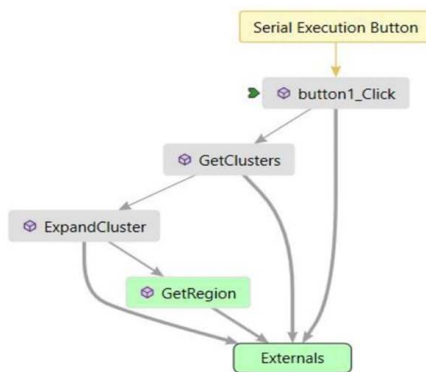 Serial Execution Button
button1_Click
GetClusters
ExpandCluster
GetRegion
Externals